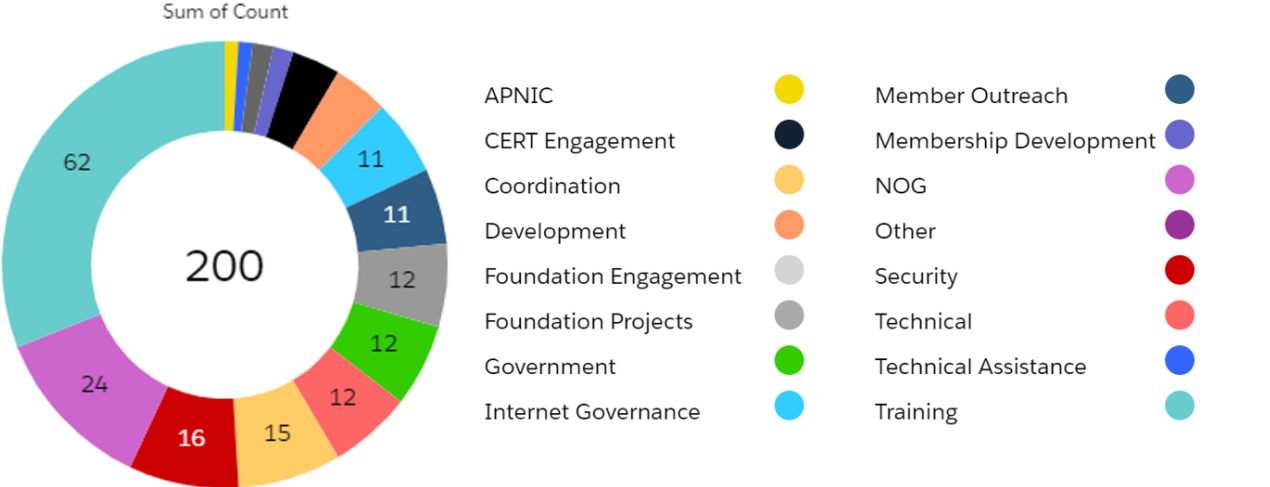 Sum of Count
62
11
11
12
12
12
15
16
24
200
APNIC
CERT Engagement
Coordination
Development
Foundation Engagement
Foundation Projects
Government
Internet Governance
Member Outreach
Membership Development
NOG
Other
Security
Technical
Technical Assistance
Training